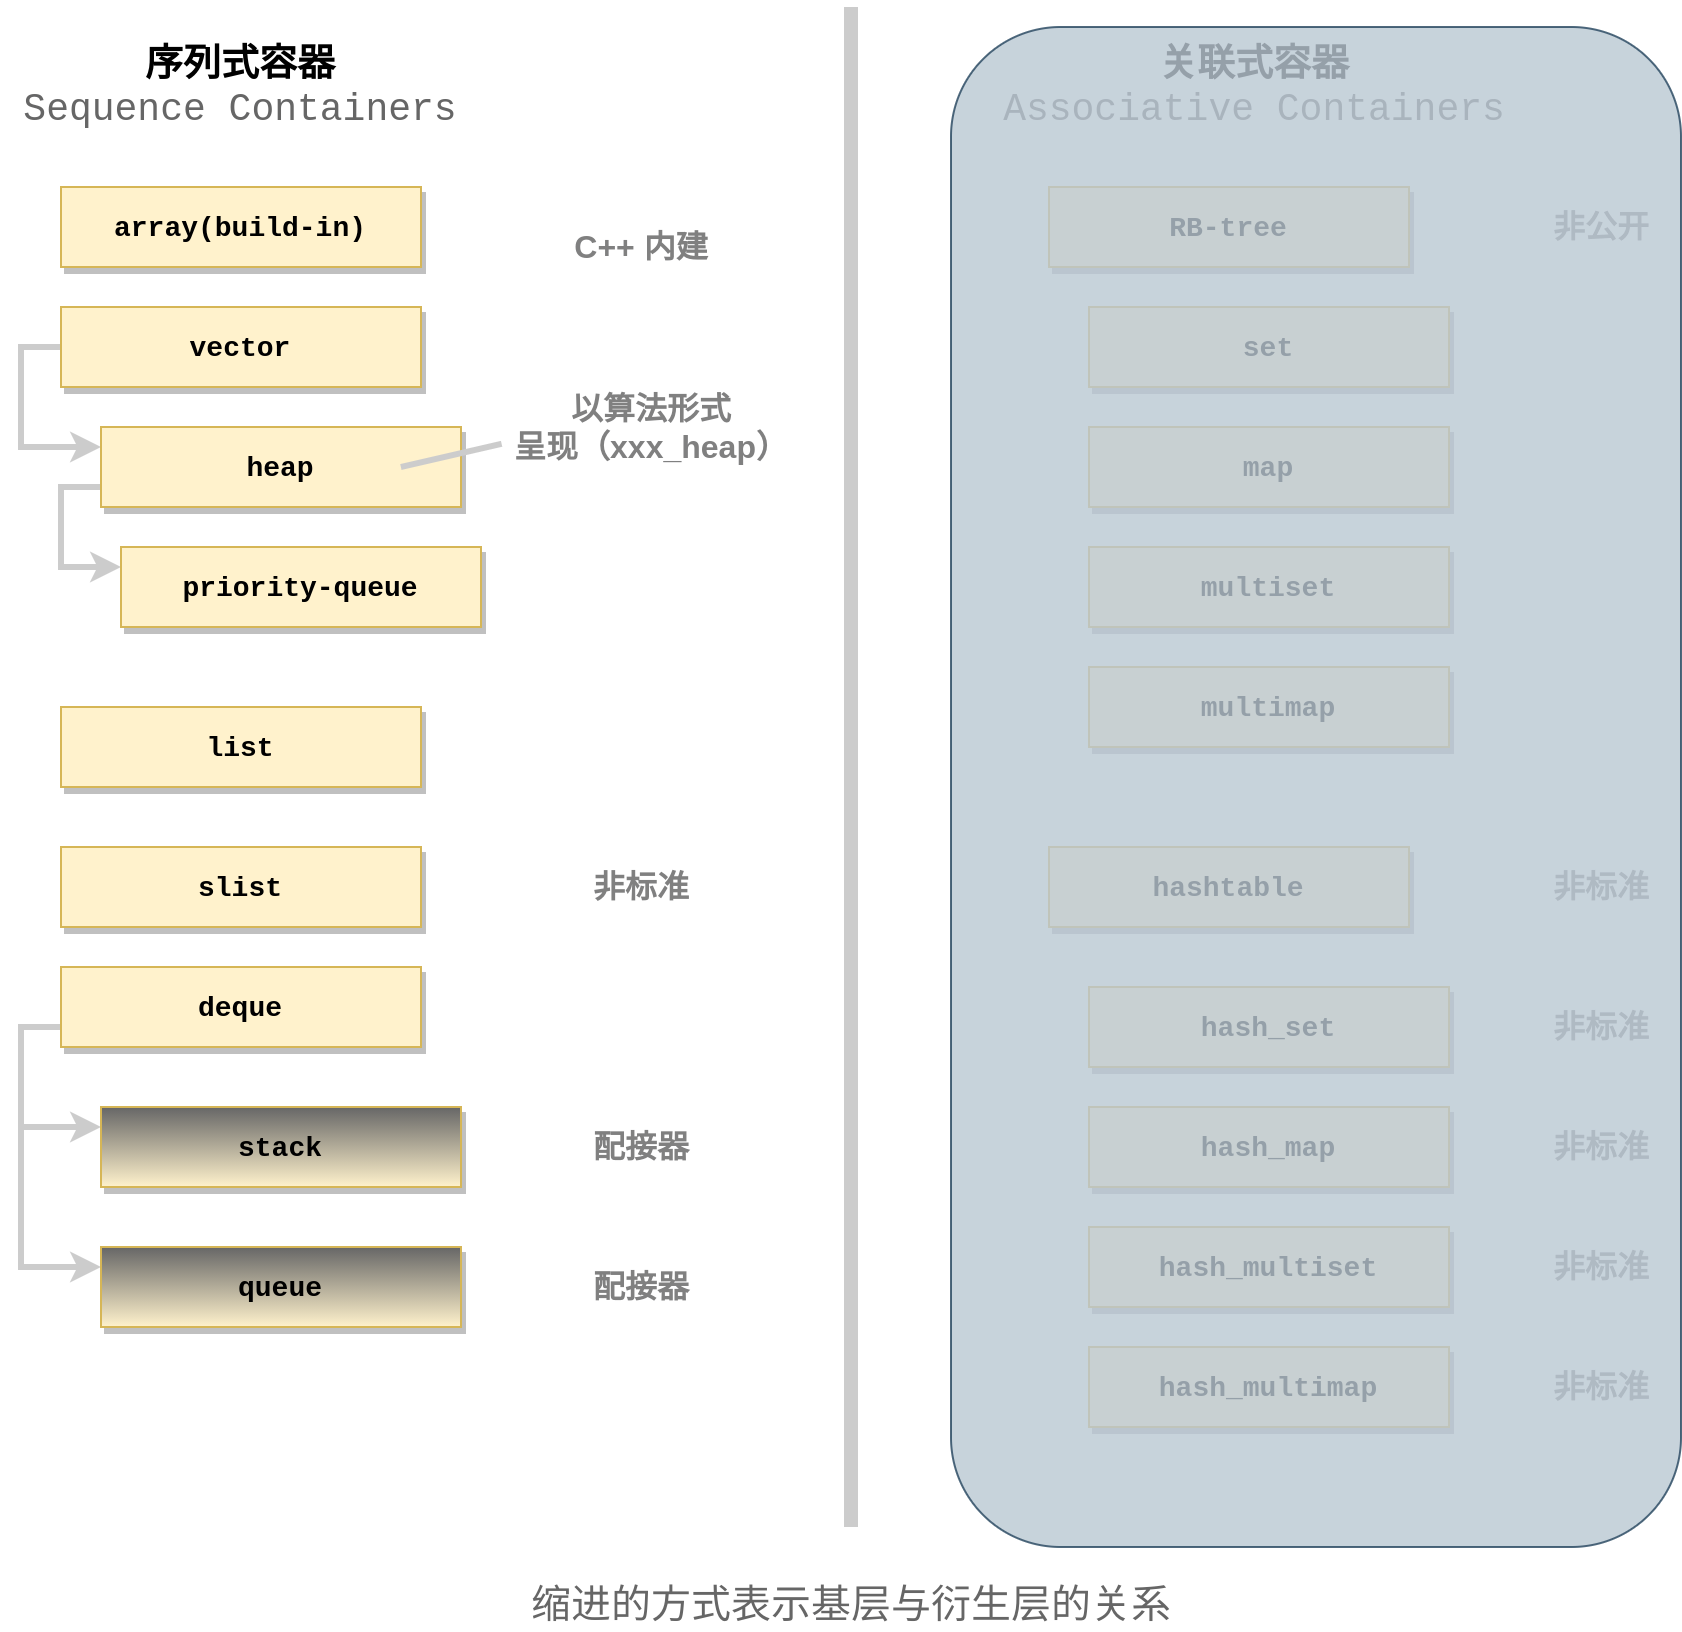 序列式容器
Sequence Containers
array(build-in)
C++ 内建
vector
以算法形式
呈现（xxx_heap）
heap
priority-queue
list
slist
非标准
deque
stack
配接器
queue
配接器
关联式容器
Associative Containers
RB-tree
非公开
set
map
multiset
multimap
hashtable
非标准
hash_set
非标准
hash_map
非标准
hash_multiset
非标准
hash_multimap
非标准
缩进的方式表示基层与衍生层的关系